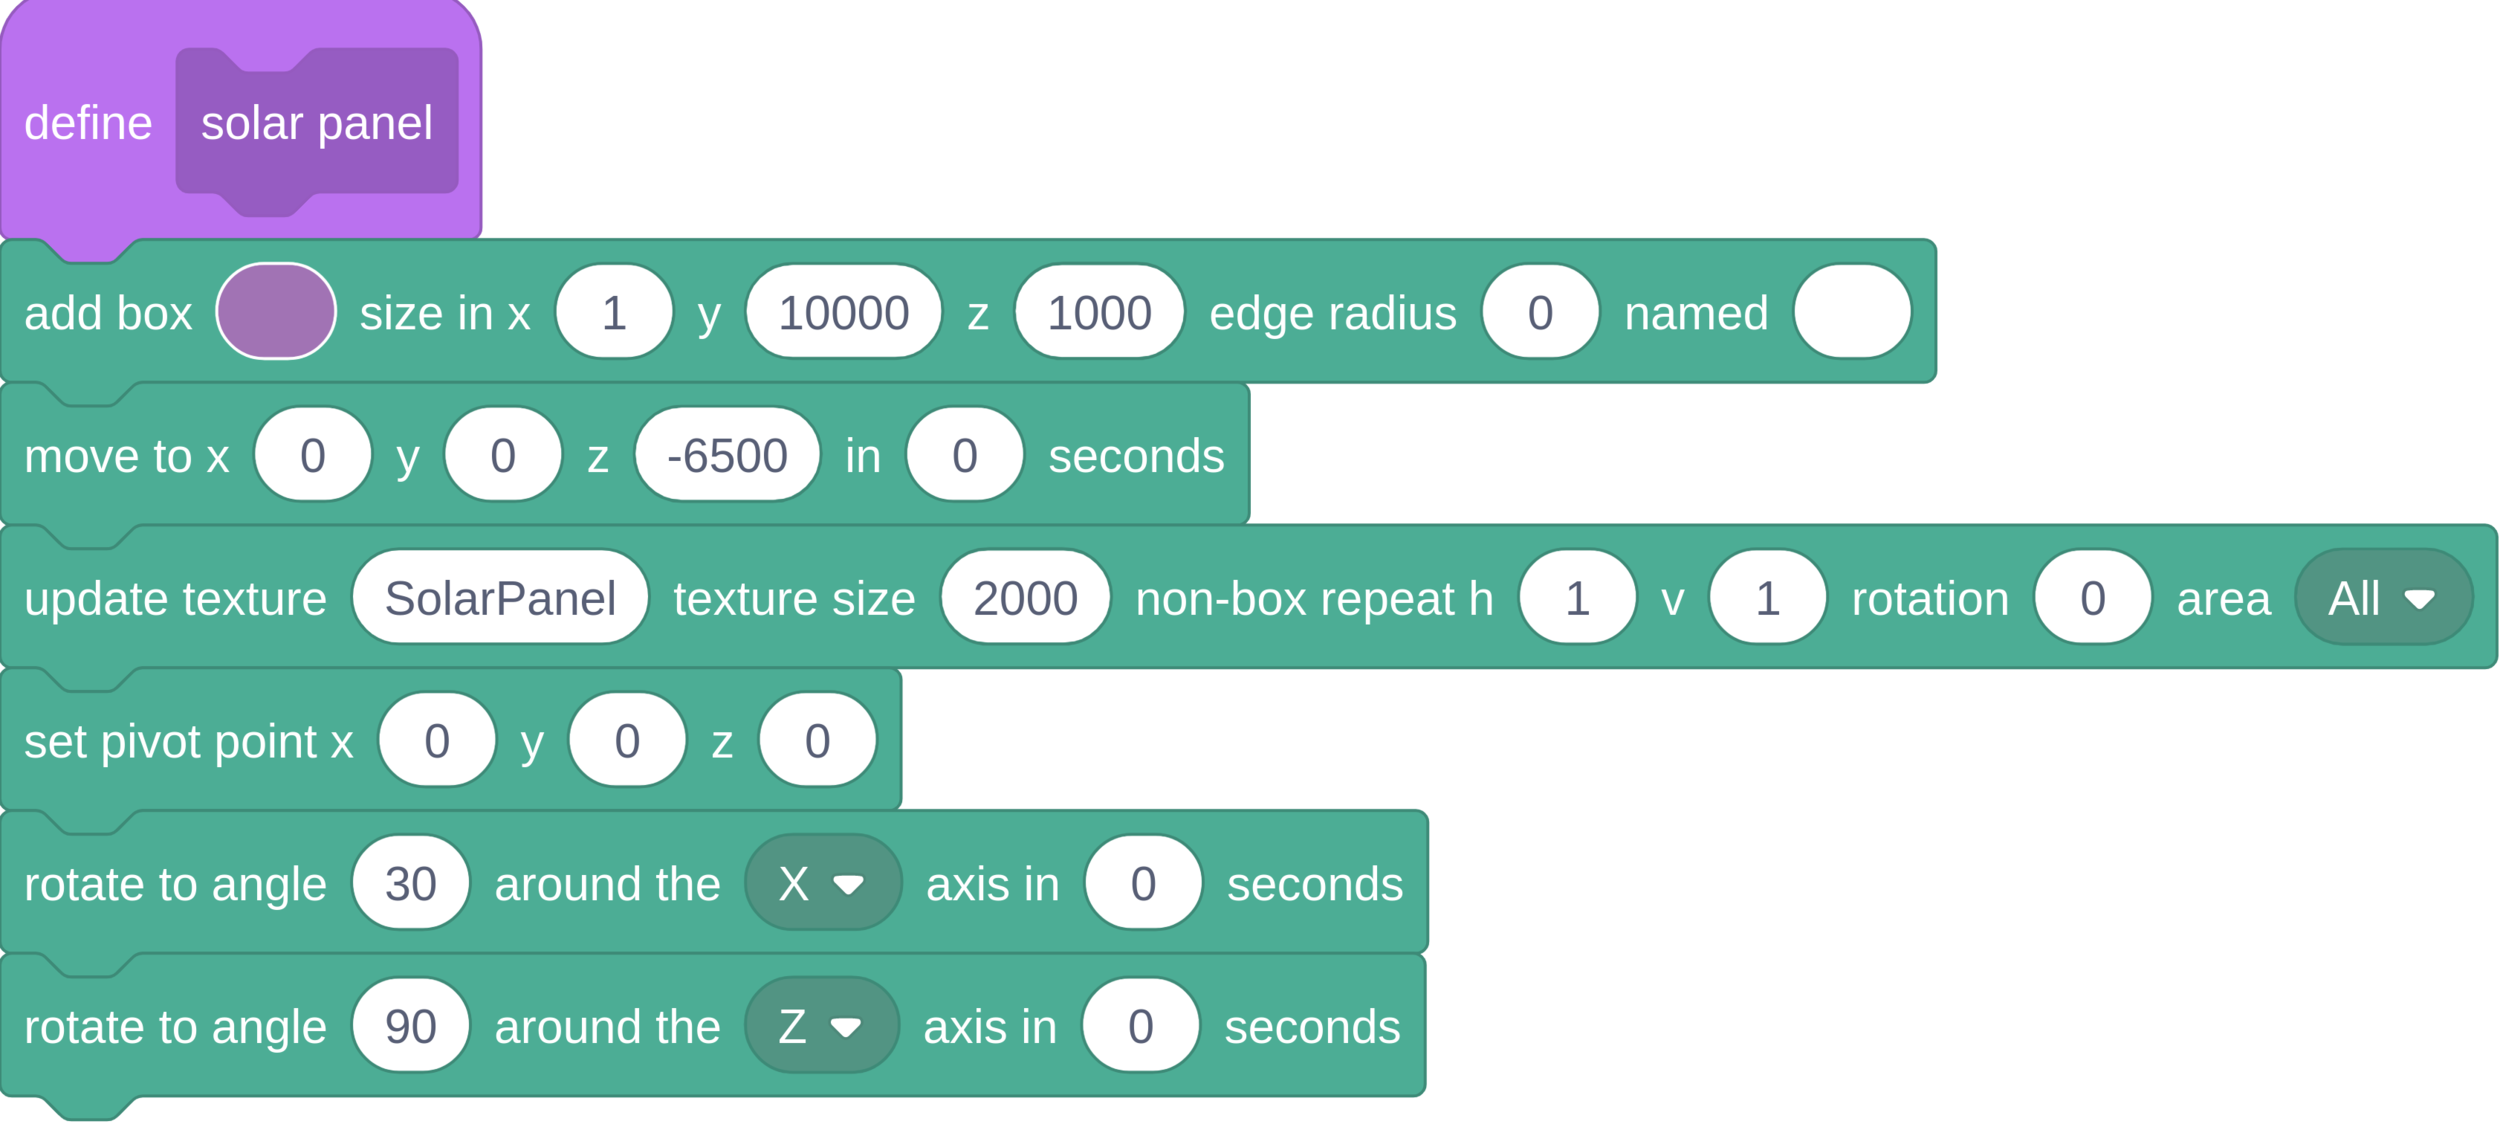 define solar panel
add box size in x 1 y 10000 z 1000 edge radius 0 named
move to x 0 y 0 z -6500 in 0 seconds
update texture SolarPanel texture size 2000 non-box repeat h 1 v 1 rotation 0 area All
set pivot point x 0 y 0 z 0
rotate to angle 30 around the X axis in 0 seconds
rotate to angle 90 around the Z axis in 0 seconds